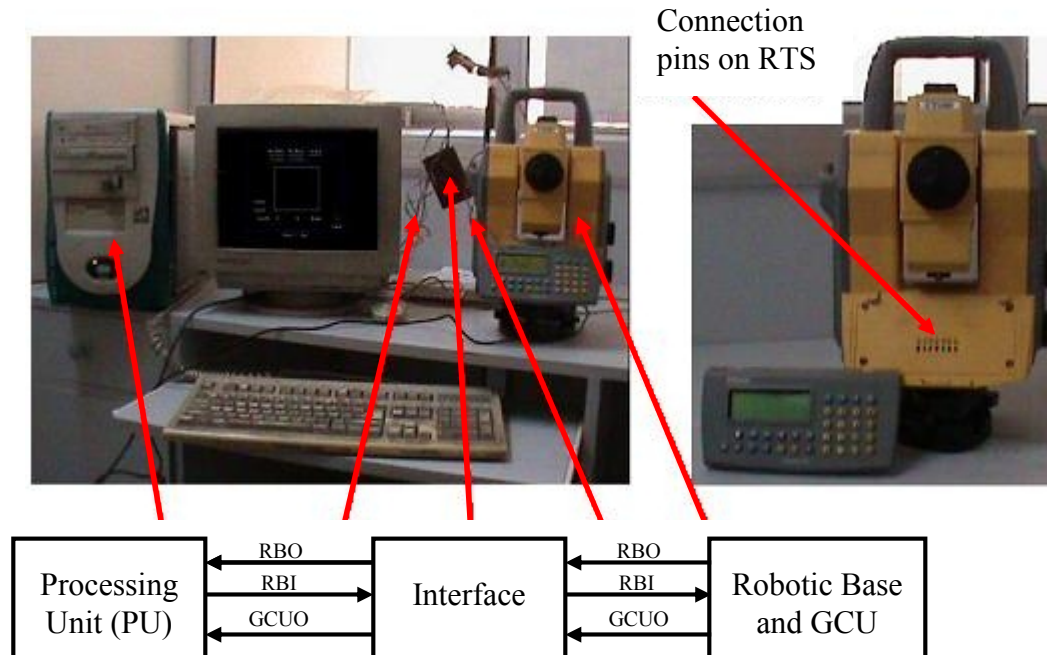 Connection
pins on RTS
RBO
RBI
GCUO
RBO
RBI
GCUO
Processing
Unit (PU)
Interface
Robotic Base
and GCU